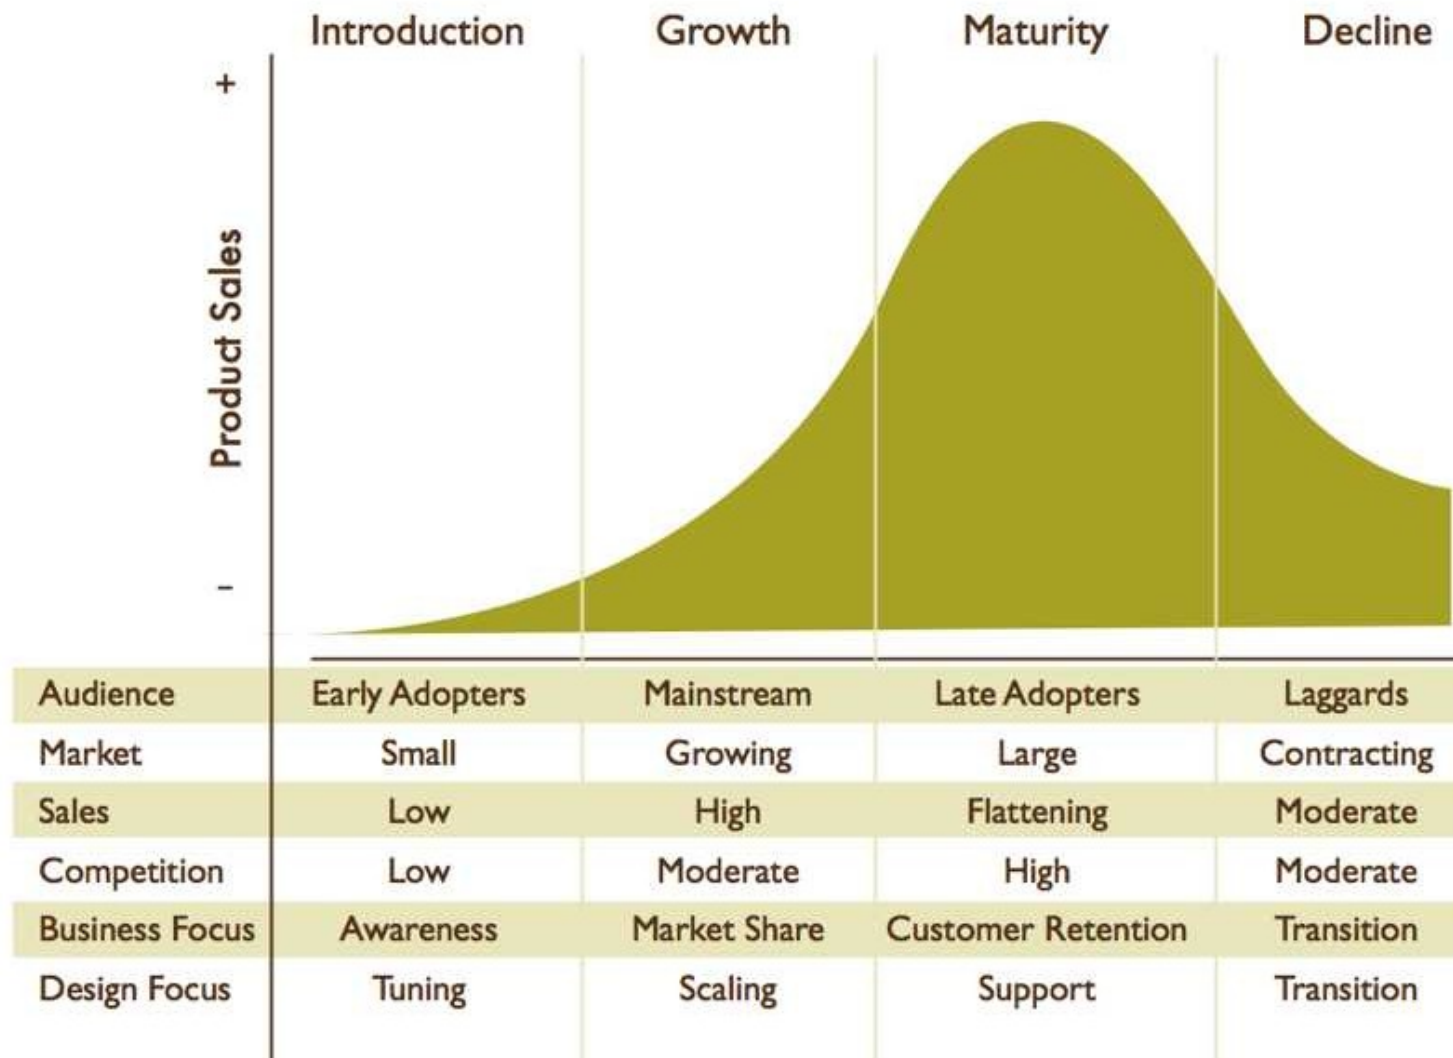 Introduction Growth Maturity Decline
+
Product Sales
-
Audience Early Adopters Mainstream Late Adopters Laggards
Market Small Growing Large Contracting
Sales Low High Flattening Moderate
Competition Low Moderate High Moderate
Business Focus Awareness Market Share Customer Retention Transition
Design Focus Tuning Scaling Support Transition